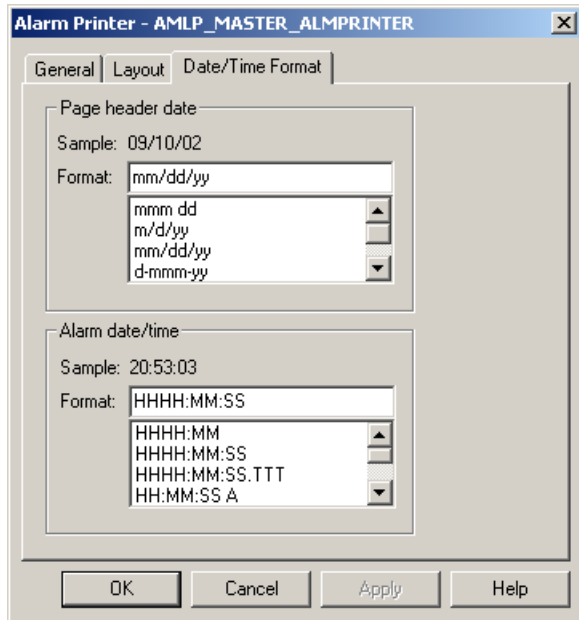 Alarm Printer - AMLP_MASTER_ALMPRINTER
General Layout Date/Time Format
Page header date
Sample: 09/10/02
Format: mm/dd/yy
mmm dd
m/d/yy
mm/dd/yy
d-mmm-yy
Alarm date/time
Sample: 20:53:03
Format: HHHH:MM:SS
HHHH:MM
HHHH:MM:SS
HHHH:MM:SS.TTT
HH:MM:SS A
OK Cancel Apply Help